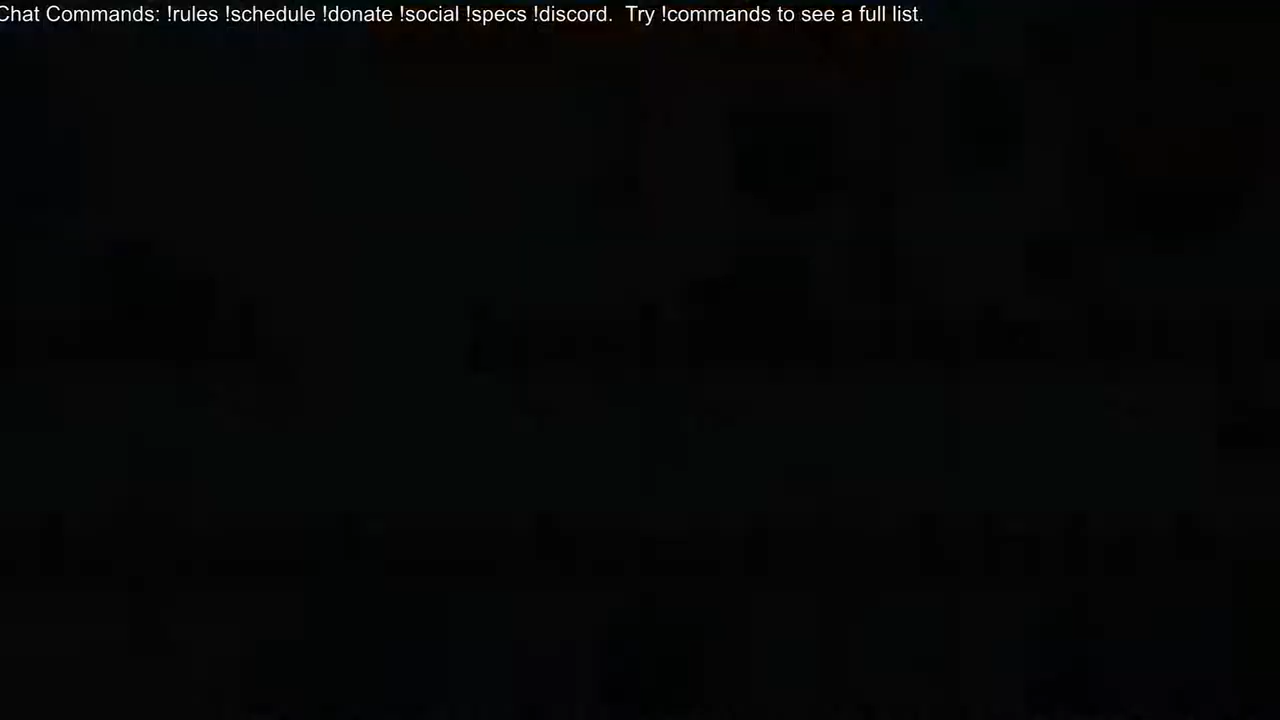 Chat Commands: !rules !schedule !donate !social !specs !discord.  Try !commands to see a full list.